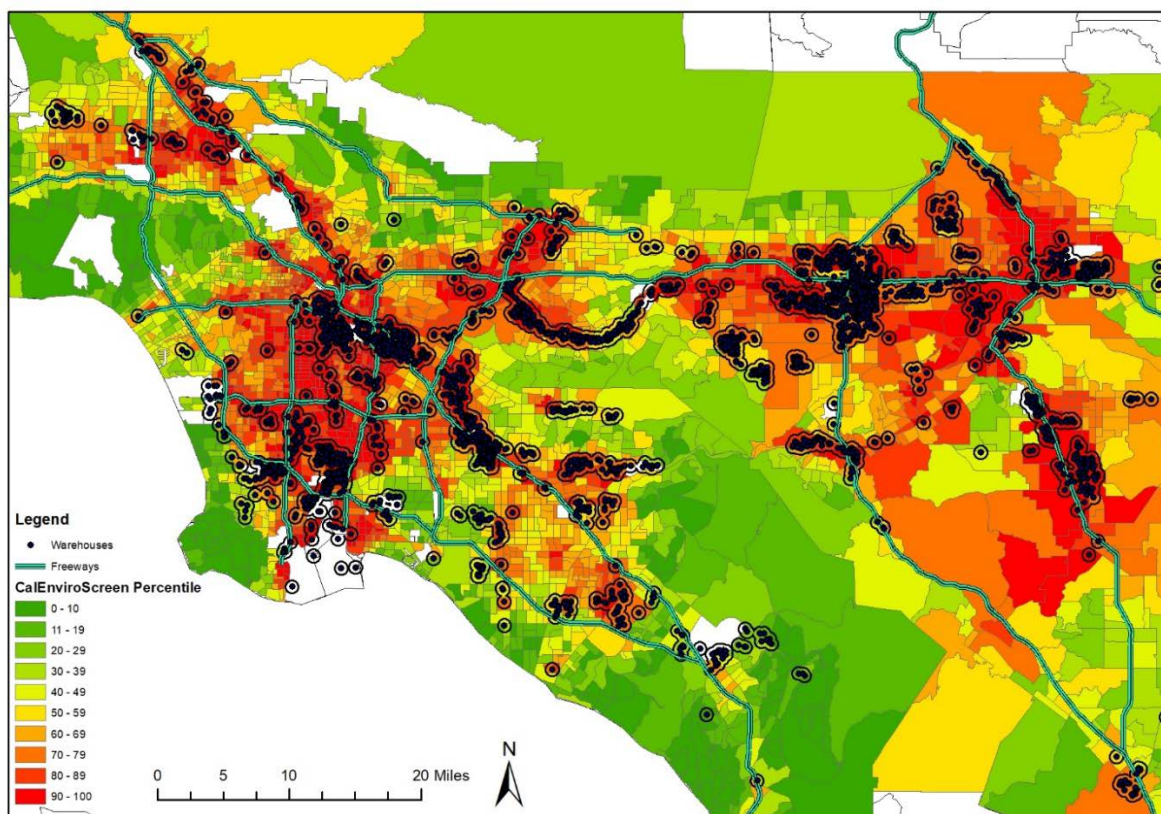 Legend
Warehouses
Freeways
CalEnviroScreen Percentile
0 - 10
11 - 19
20 - 29
30 - 39
40 - 49
50 - 59
60 - 69
70 - 79
80 - 89
90 - 100
0 5 10 20 Miles
N